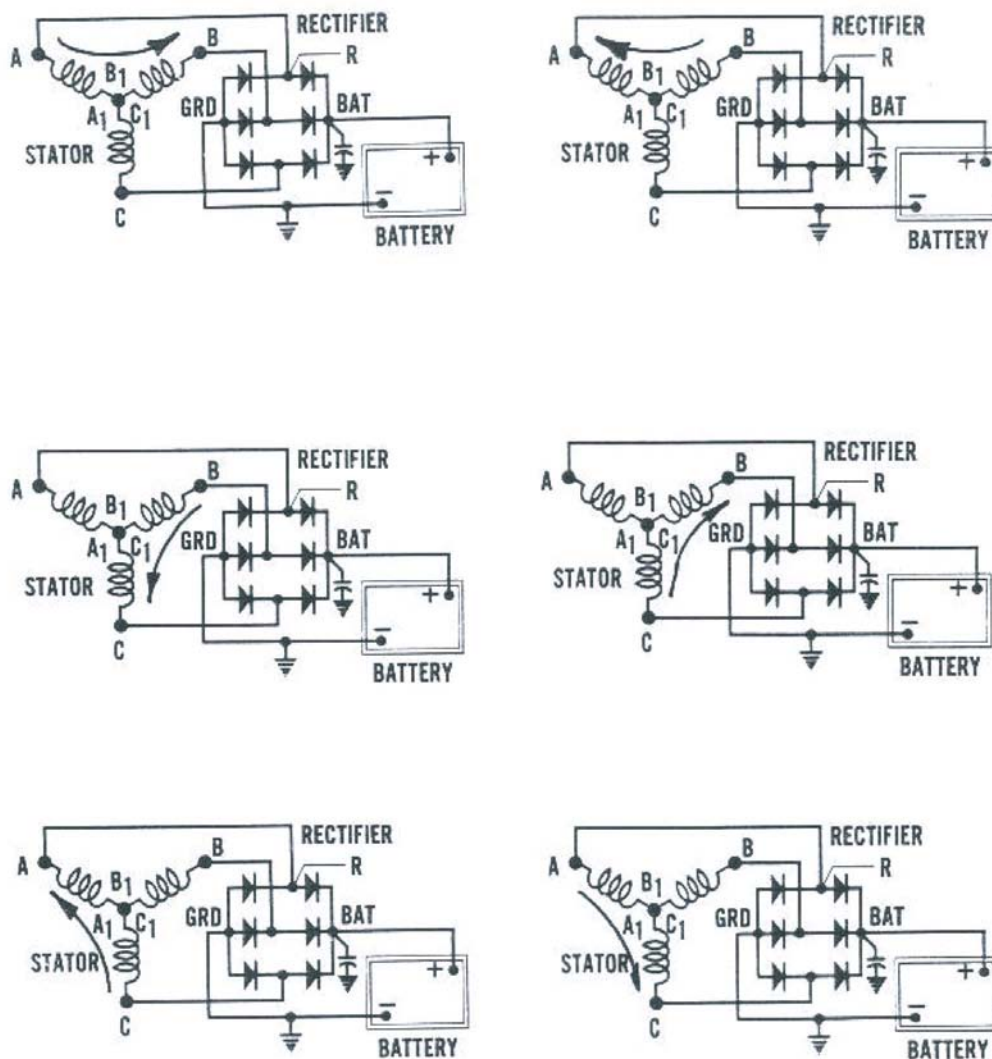 RECTIFIER
A B R
B1
GRD BAT
A1 C1
STATOR
+
−
C
BATTERY
RECTIFIER
A B R
B1
GRD BAT
A1 C1
STATOR
+
−
C
BATTERY
RECTIFIER
A B R
B1
GRD BAT
A1 C1
STATOR
+
−
C
BATTERY
RECTIFIER
A B R
B1
GRD BAT
A1 C1
STATOR
+
−
C
BATTERY
RECTIFIER
A B R
B1
GRD BAT
A1 C1
STATOR
+
−
C
BATTERY
RECTIFIER
A B R
B1
GRD BAT
A1 C1
STATOR
+
−
C
BATTERY